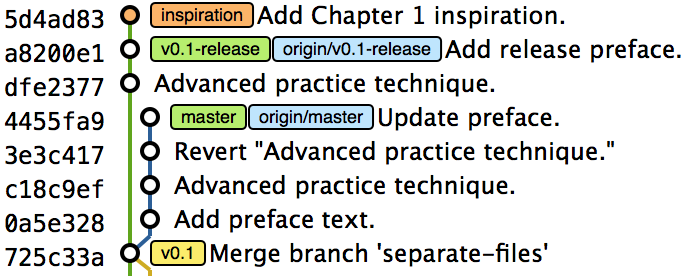 5d4ad83 inspiration Add Chapter 1 inspiration.
a8200e1 v0.1-release origin/v0.1-release Add release preface.
dfe2377 Advanced practice technique.
4455fa9 master origin/master Update preface.
3e3c417 Revert "Advanced practice technique."
c18c9ef Advanced practice technique.
0a5e328 Add preface text.
725c33a v0.1 Merge branch 'separate-files'